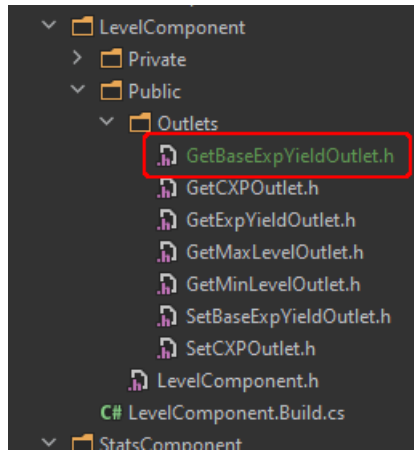 LevelComponent
Private
Public
Outlets
GetBaseExpYieldOutlet.h
GetCXPOutlet.h
GetExpYieldOutlet.h
GetMaxLevelOutlet.h
GetMinLevelOutlet.h
SetBaseExpYieldOutlet.h
SetCXPOutlet.h
LevelComponent.h
C# LevelComponent.Build.cs
StatsComponent